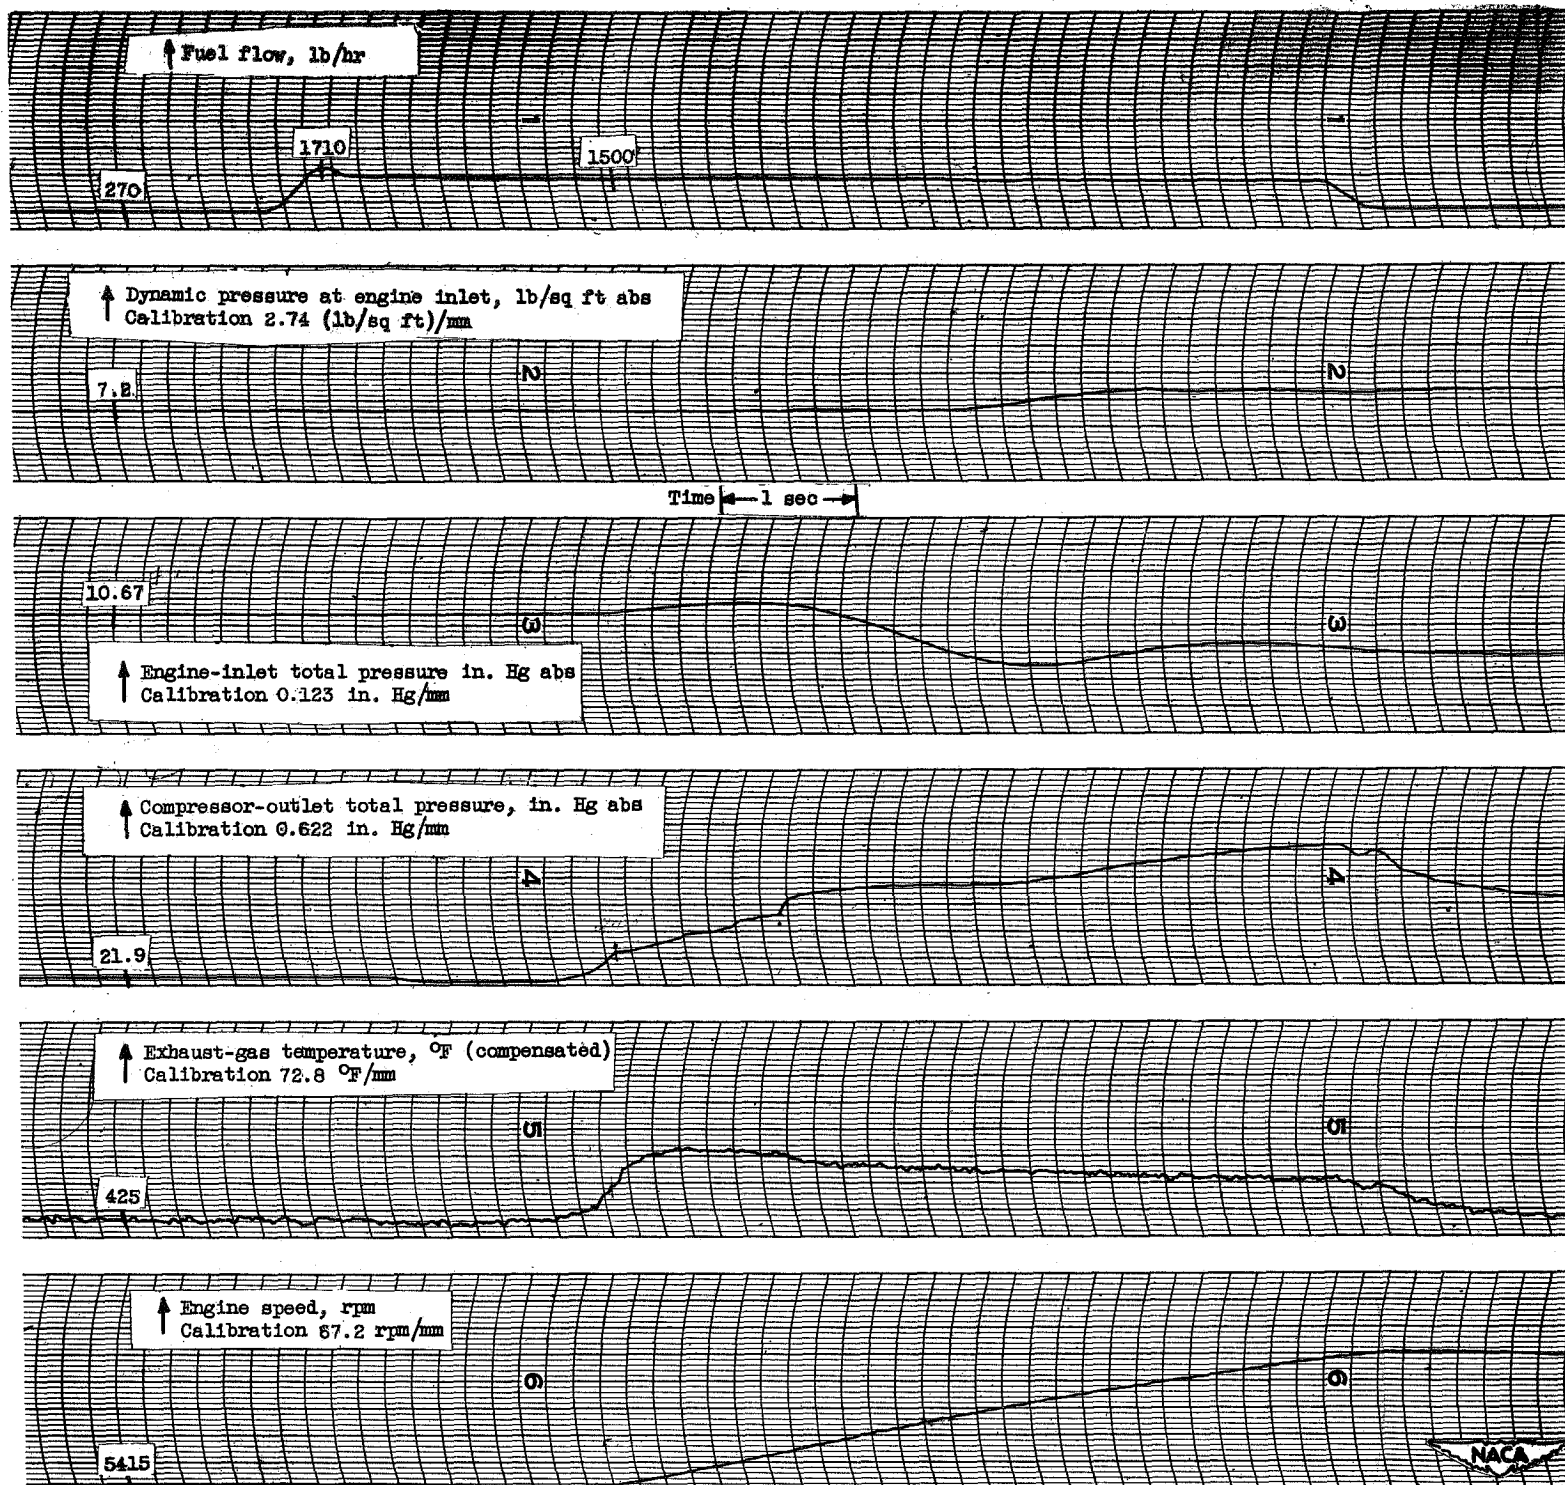 Fuel flow, lb/hr
1
1
1710
1500
270
Dynamic pressure at engine inlet, lb/sq ft abs
Calibration 2.74 (lb/sq ft)/mm
2
2
Time 1 sec
10.67
3
3
Engine-inlet total pressure in. Hg abs
Calibration 0.123 in. Hg/mm
Compressor-outlet total pressure, in. Hg abs
Calibration 0.622 in. Hg/mm
4
4
21.9
Exhaust-gas temperature, °F (compensated)
Calibration 72.8 °F/mm
5
5
425
Engine speed, rpm
Calibration 67.2 rpm/mm
6
6
5415
NACA